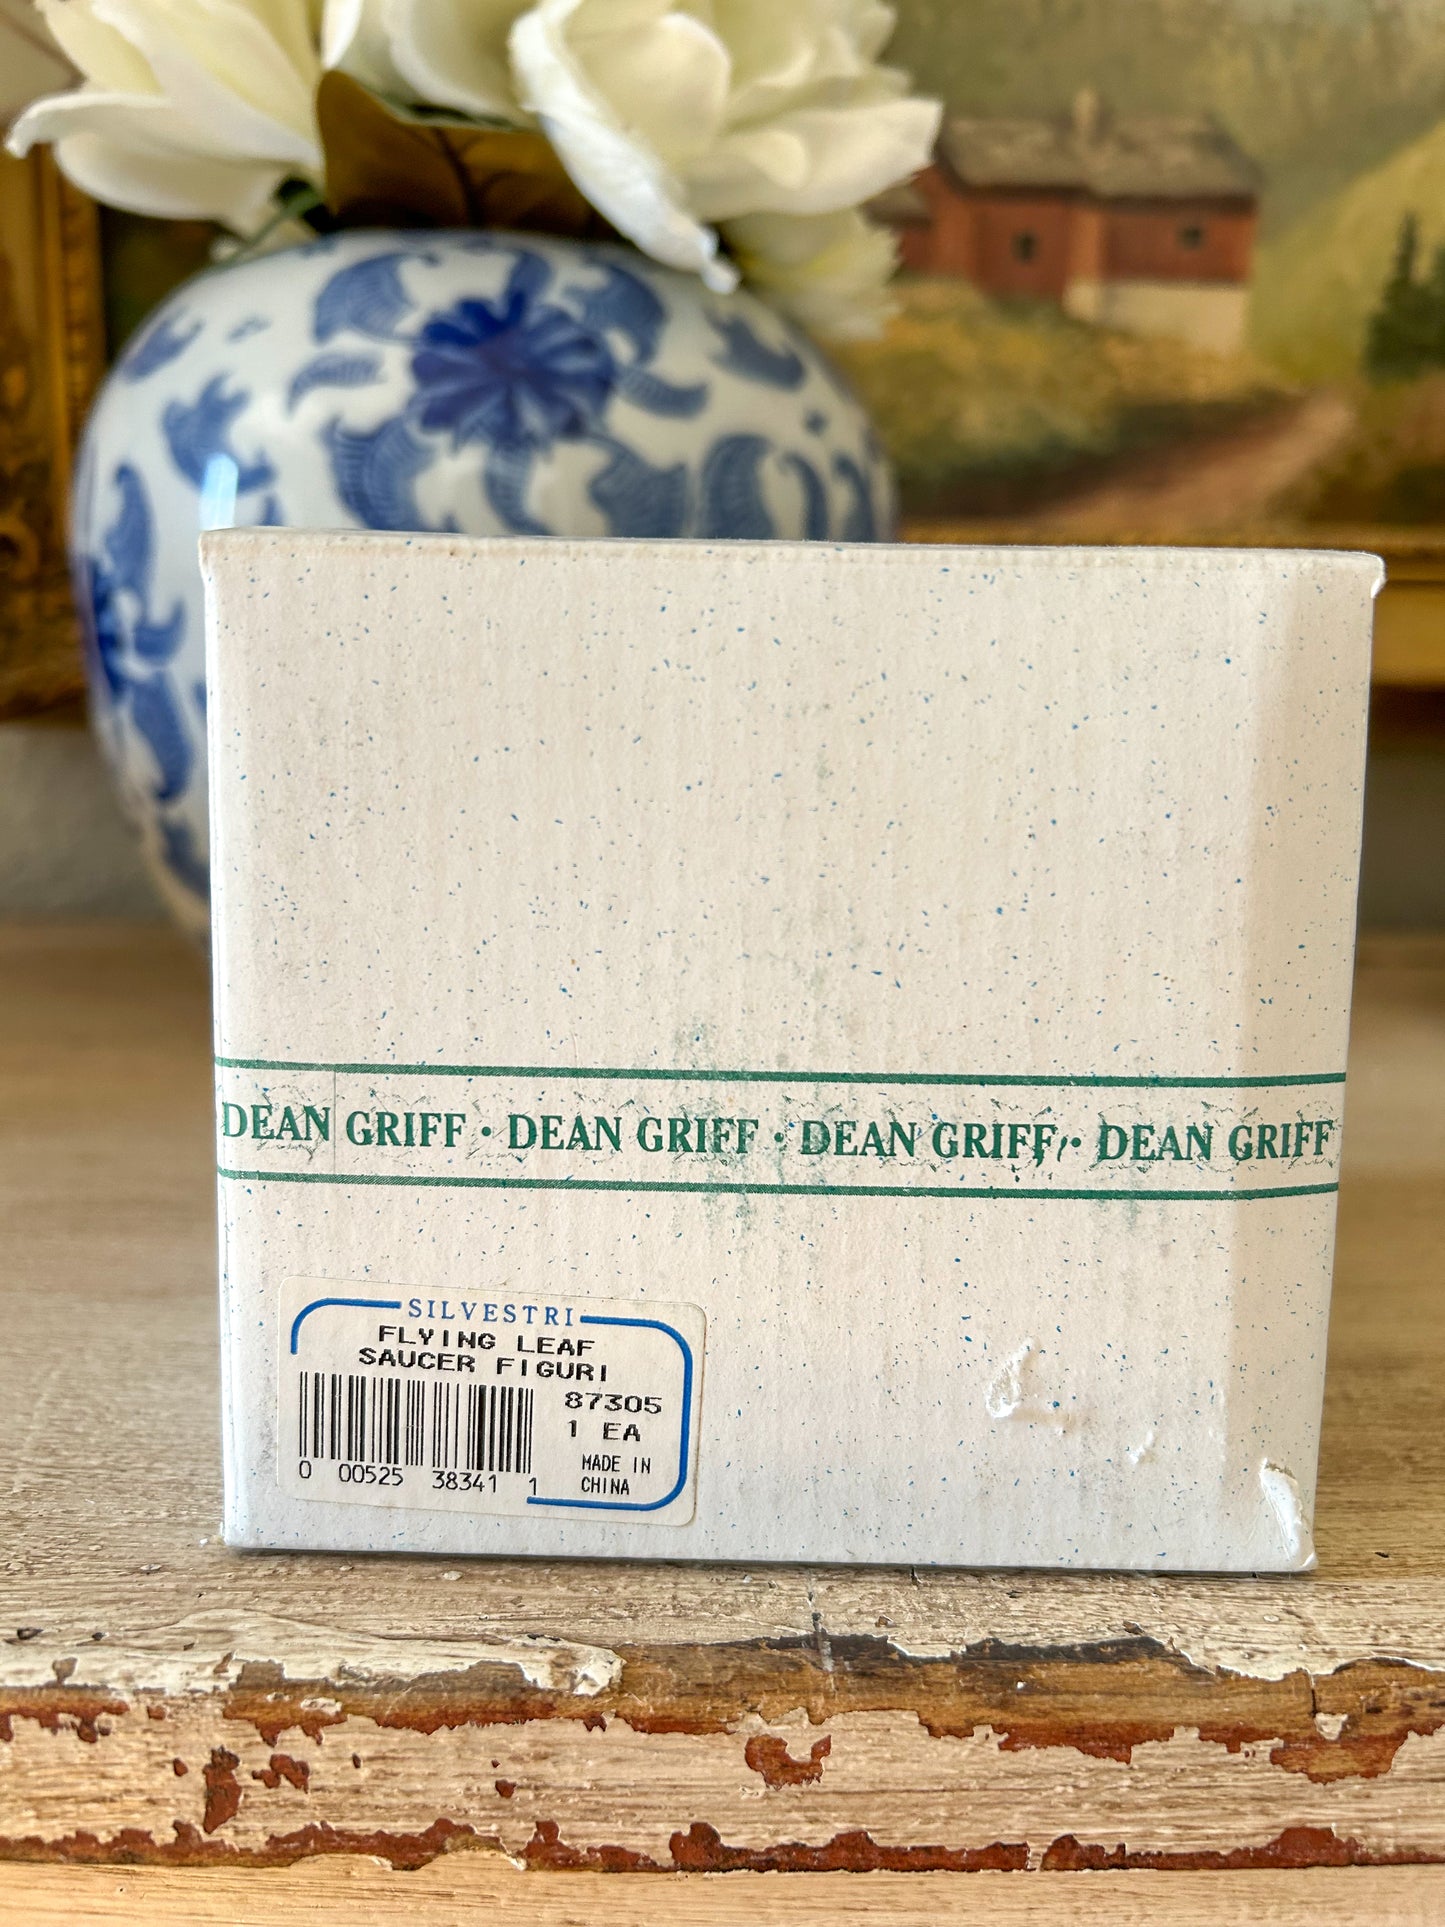 DEAN GRIFF • DEAN GRIFF • DEAN GRIFF • DEAN GRIFF
SILVESTRI
FLYING LEAF
SAUCER FIGURI
87305
1 EA
MADE IN
CHINA
0 00525 38341 1